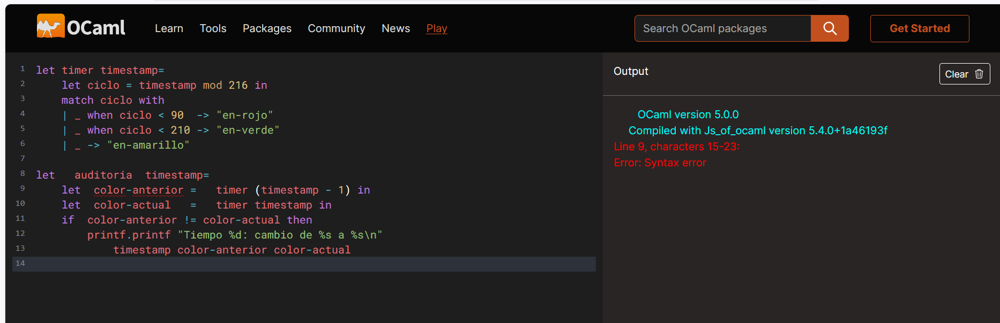 OCaml Learn Tools Packages Community News Play Search OCaml packages Get Started
1 let timer timestamp=
2     let ciclo = timestamp mod 216 in
3     match ciclo with
4     | _ when ciclo < 90  -> "en-rojo"
5     | _ when ciclo < 210 -> "en-verde"
6     | _ -> "en-amarillo"
7
8 let   auditoria  timestamp=
9     let  color-anterior =   timer (timestamp - 1) in
10     let  color-actual   =   timer timestamp in
11     if  color-anterior != color-actual then
12         printf.printf "Tiempo %d: cambio de %s a %s\n"
13             timestamp color-anterior color-actual
14
Output
Clear
OCaml version 5.0.0
Compiled with Js_of_ocaml version 5.4.0+1a46193f
Line 9, characters 15-23:
Error: Syntax error